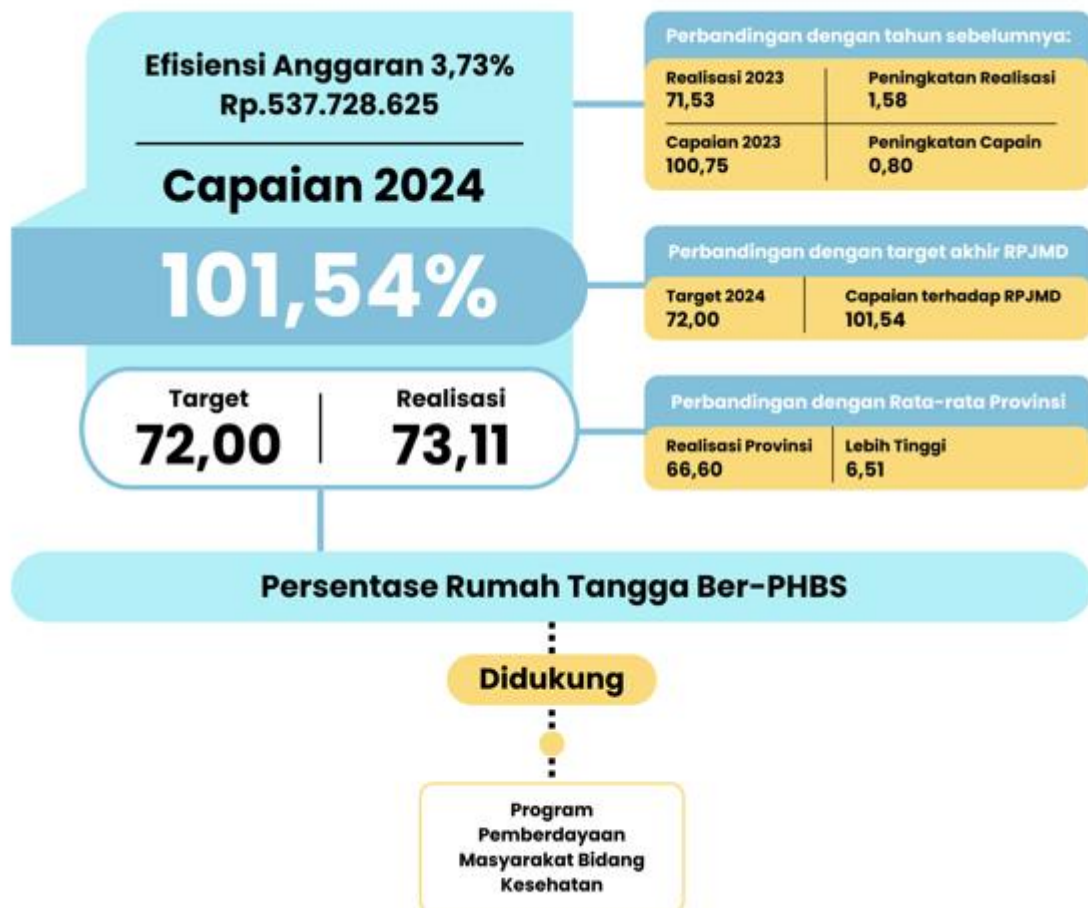 Efisiensi Anggaran 3,73%
Rp.537.728.625
Capaian 2024
101,54%
Target
72,00
Realisasi
73,11
Perbandingan dengan tahun sebelumnya:
Realisasi 2023
71,53
Peningkatan Realisasi
1,58
Capaian 2023
100,75
Peningkatan Capain
0,80
Perbandingan dengan target akhir RPJMD
Target 2024
72,00
Capaian terhadap RPJMD
101,54
Perbandingan dengan Rata-rata Provinsi
Realisasi Provinsi
66,60
Lebih Tinggi
6,51
Persentase Rumah Tangga Ber-PHBS
Didukung
Program
Pemberdayaan
Masyarakat Bidang
Kesehatan